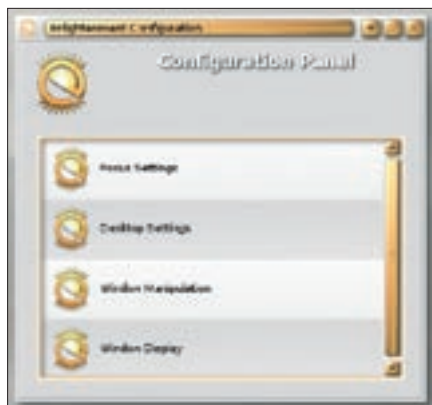 Enlightenment Configuration
Configuration Panel
Focus Settings
Desktop Settings
Window Manipulation
Window Display